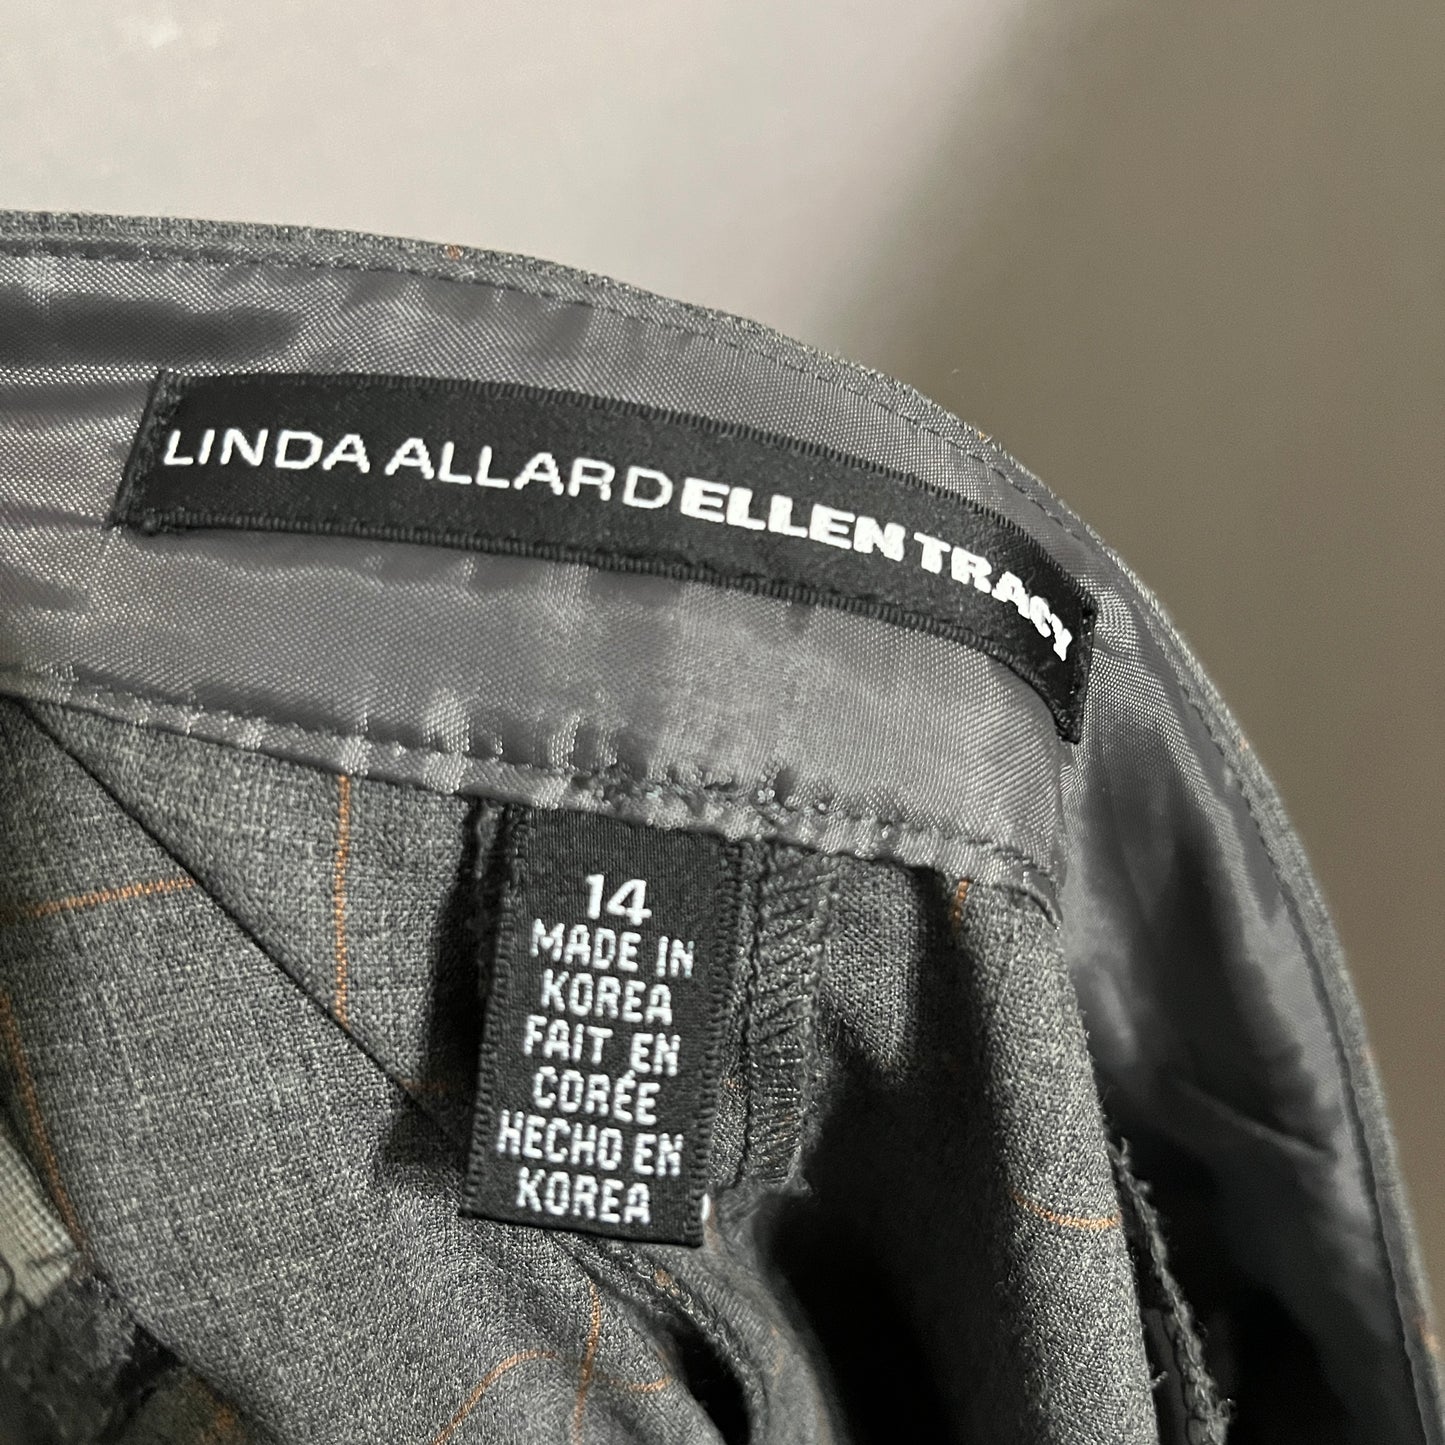 LINDA ALLARD ELLEN TRACY
14
MADE IN
KOREA
FAIT EN
CORÉE
HECHO EN
KOREA